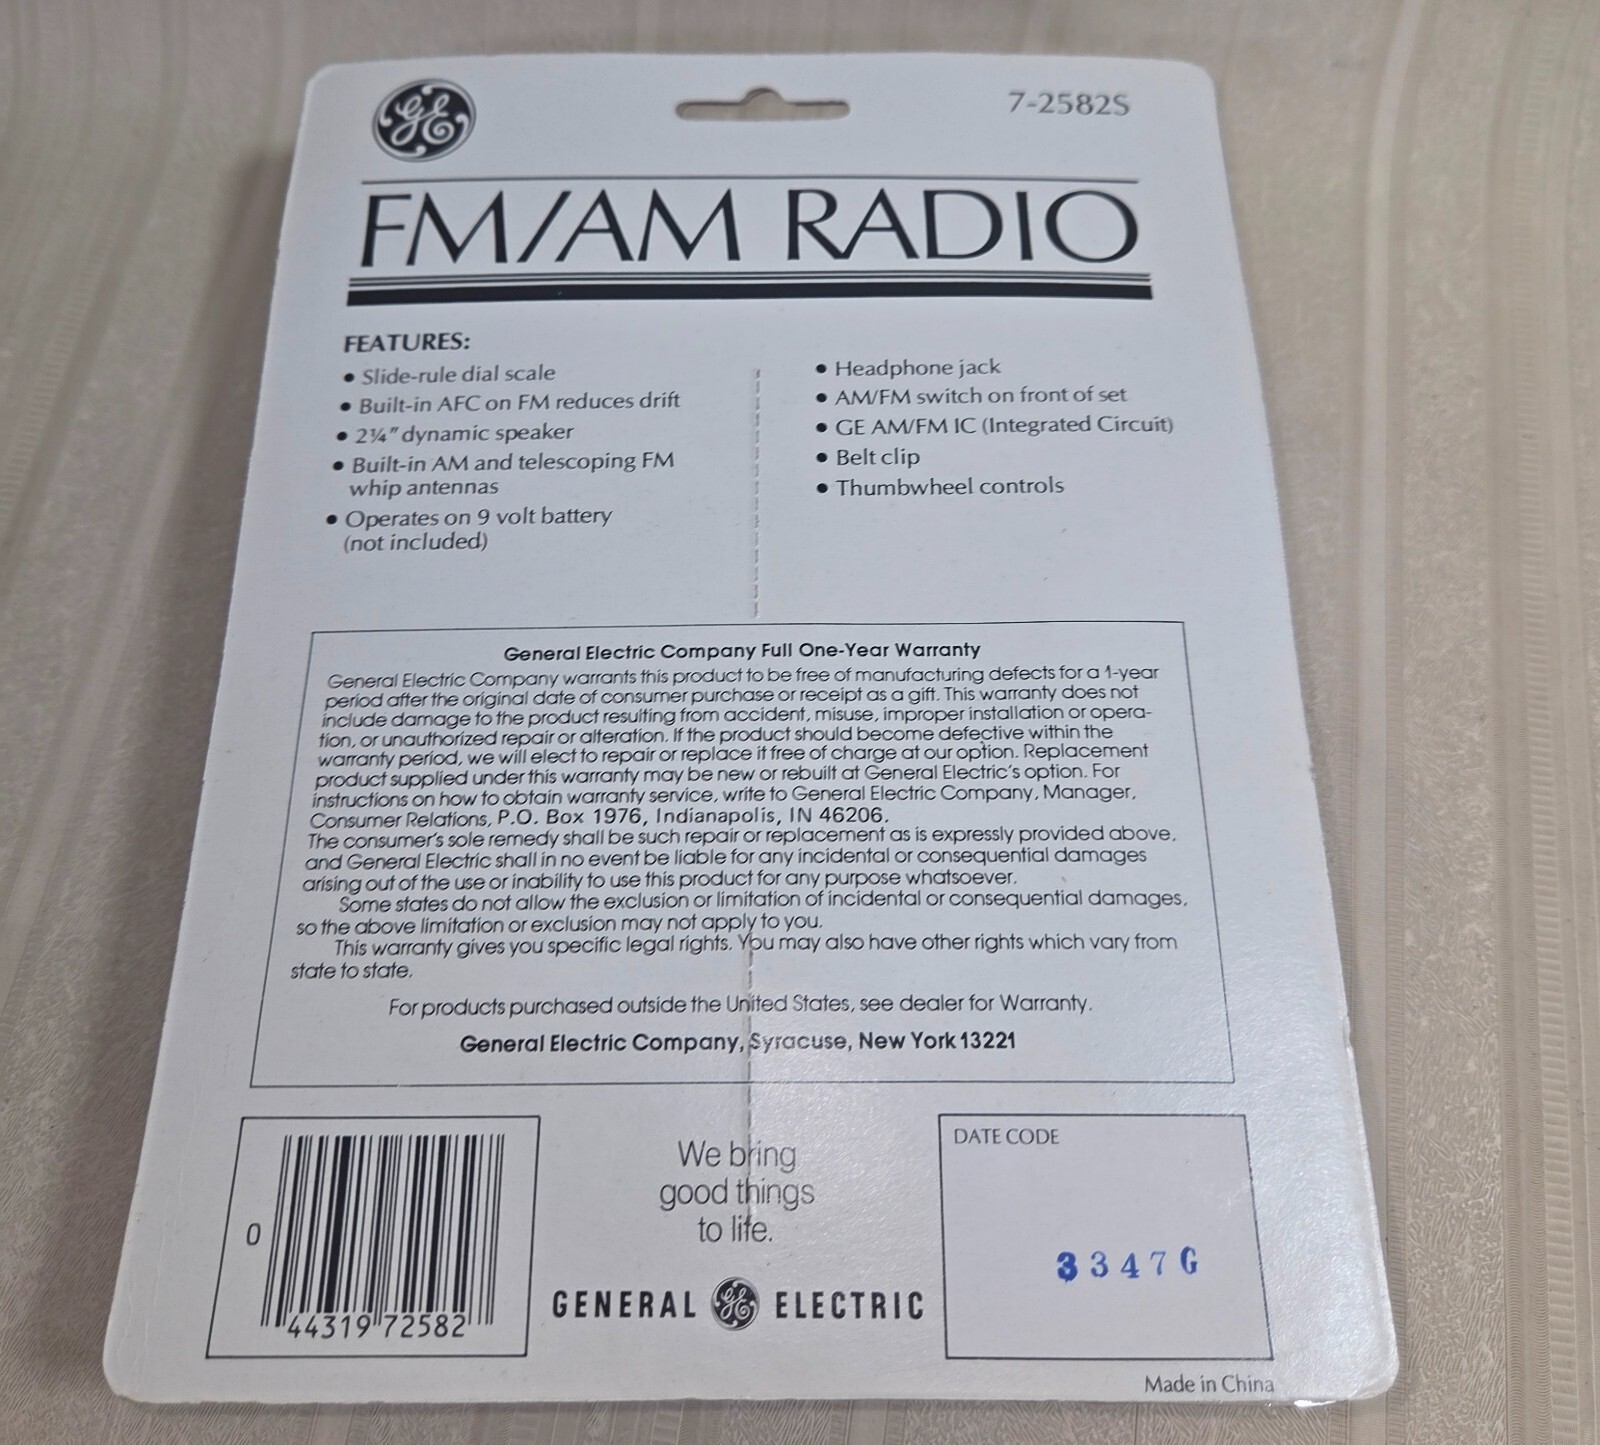 GE
7-2582S
FM/AM RADIO
FEATURES:
• Slide-rule dial scale
• Built-in AFC on FM reduces drift
• 2¼" dynamic speaker
• Built-in AM and telescoping FM
whip antennas
• Operates on 9 volt battery
(not included)
• Headphone jack
• AM/FM switch on front of set
• GE AM/FM IC (Integrated Circuit)
• Belt clip
• Thumbwheel controls
General Electric Company Full One-Year Warranty
General Electric Company warrants this product to be free of manufacturing defects for a 1-year
period after the original date of consumer purchase or receipt as a gift. This warranty does not
include damage to the product resulting from accident, misuse, improper installation or opera-
tion, or unauthorized repair or alteration. If the product should become defective within the
warranty period, we will elect to repair or replace it free of charge at our option. Replacement
product supplied under this warranty may be new or rebuilt at General Electric's option. For
instructions on how to obtain warranty service, write to General Electric Company, Manager,
Consumer Relations, P.O. Box 1976, Indianapolis, IN 46206.
The consumer's sole remedy shall be such repair or replacement as is expressly provided above,
and General Electric shall in no event be liable for any incidental or consequential damages
arising out of the use or inability to use this product for any purpose whatsoever.
Some states do not allow the exclusion or limitation of incidental or consequential damages,
so the above limitation or exclusion may not apply to you.
This warranty gives you specific legal rights. You may also have other rights which vary from
state to state.
For products purchased outside the United States, see dealer for Warranty.
General Electric Company, Syracuse, New York 13221
0
44319 72582
We bring
good things
to life.
GENERAL GE ELECTRIC
DATE CODE
3347G
Made in China